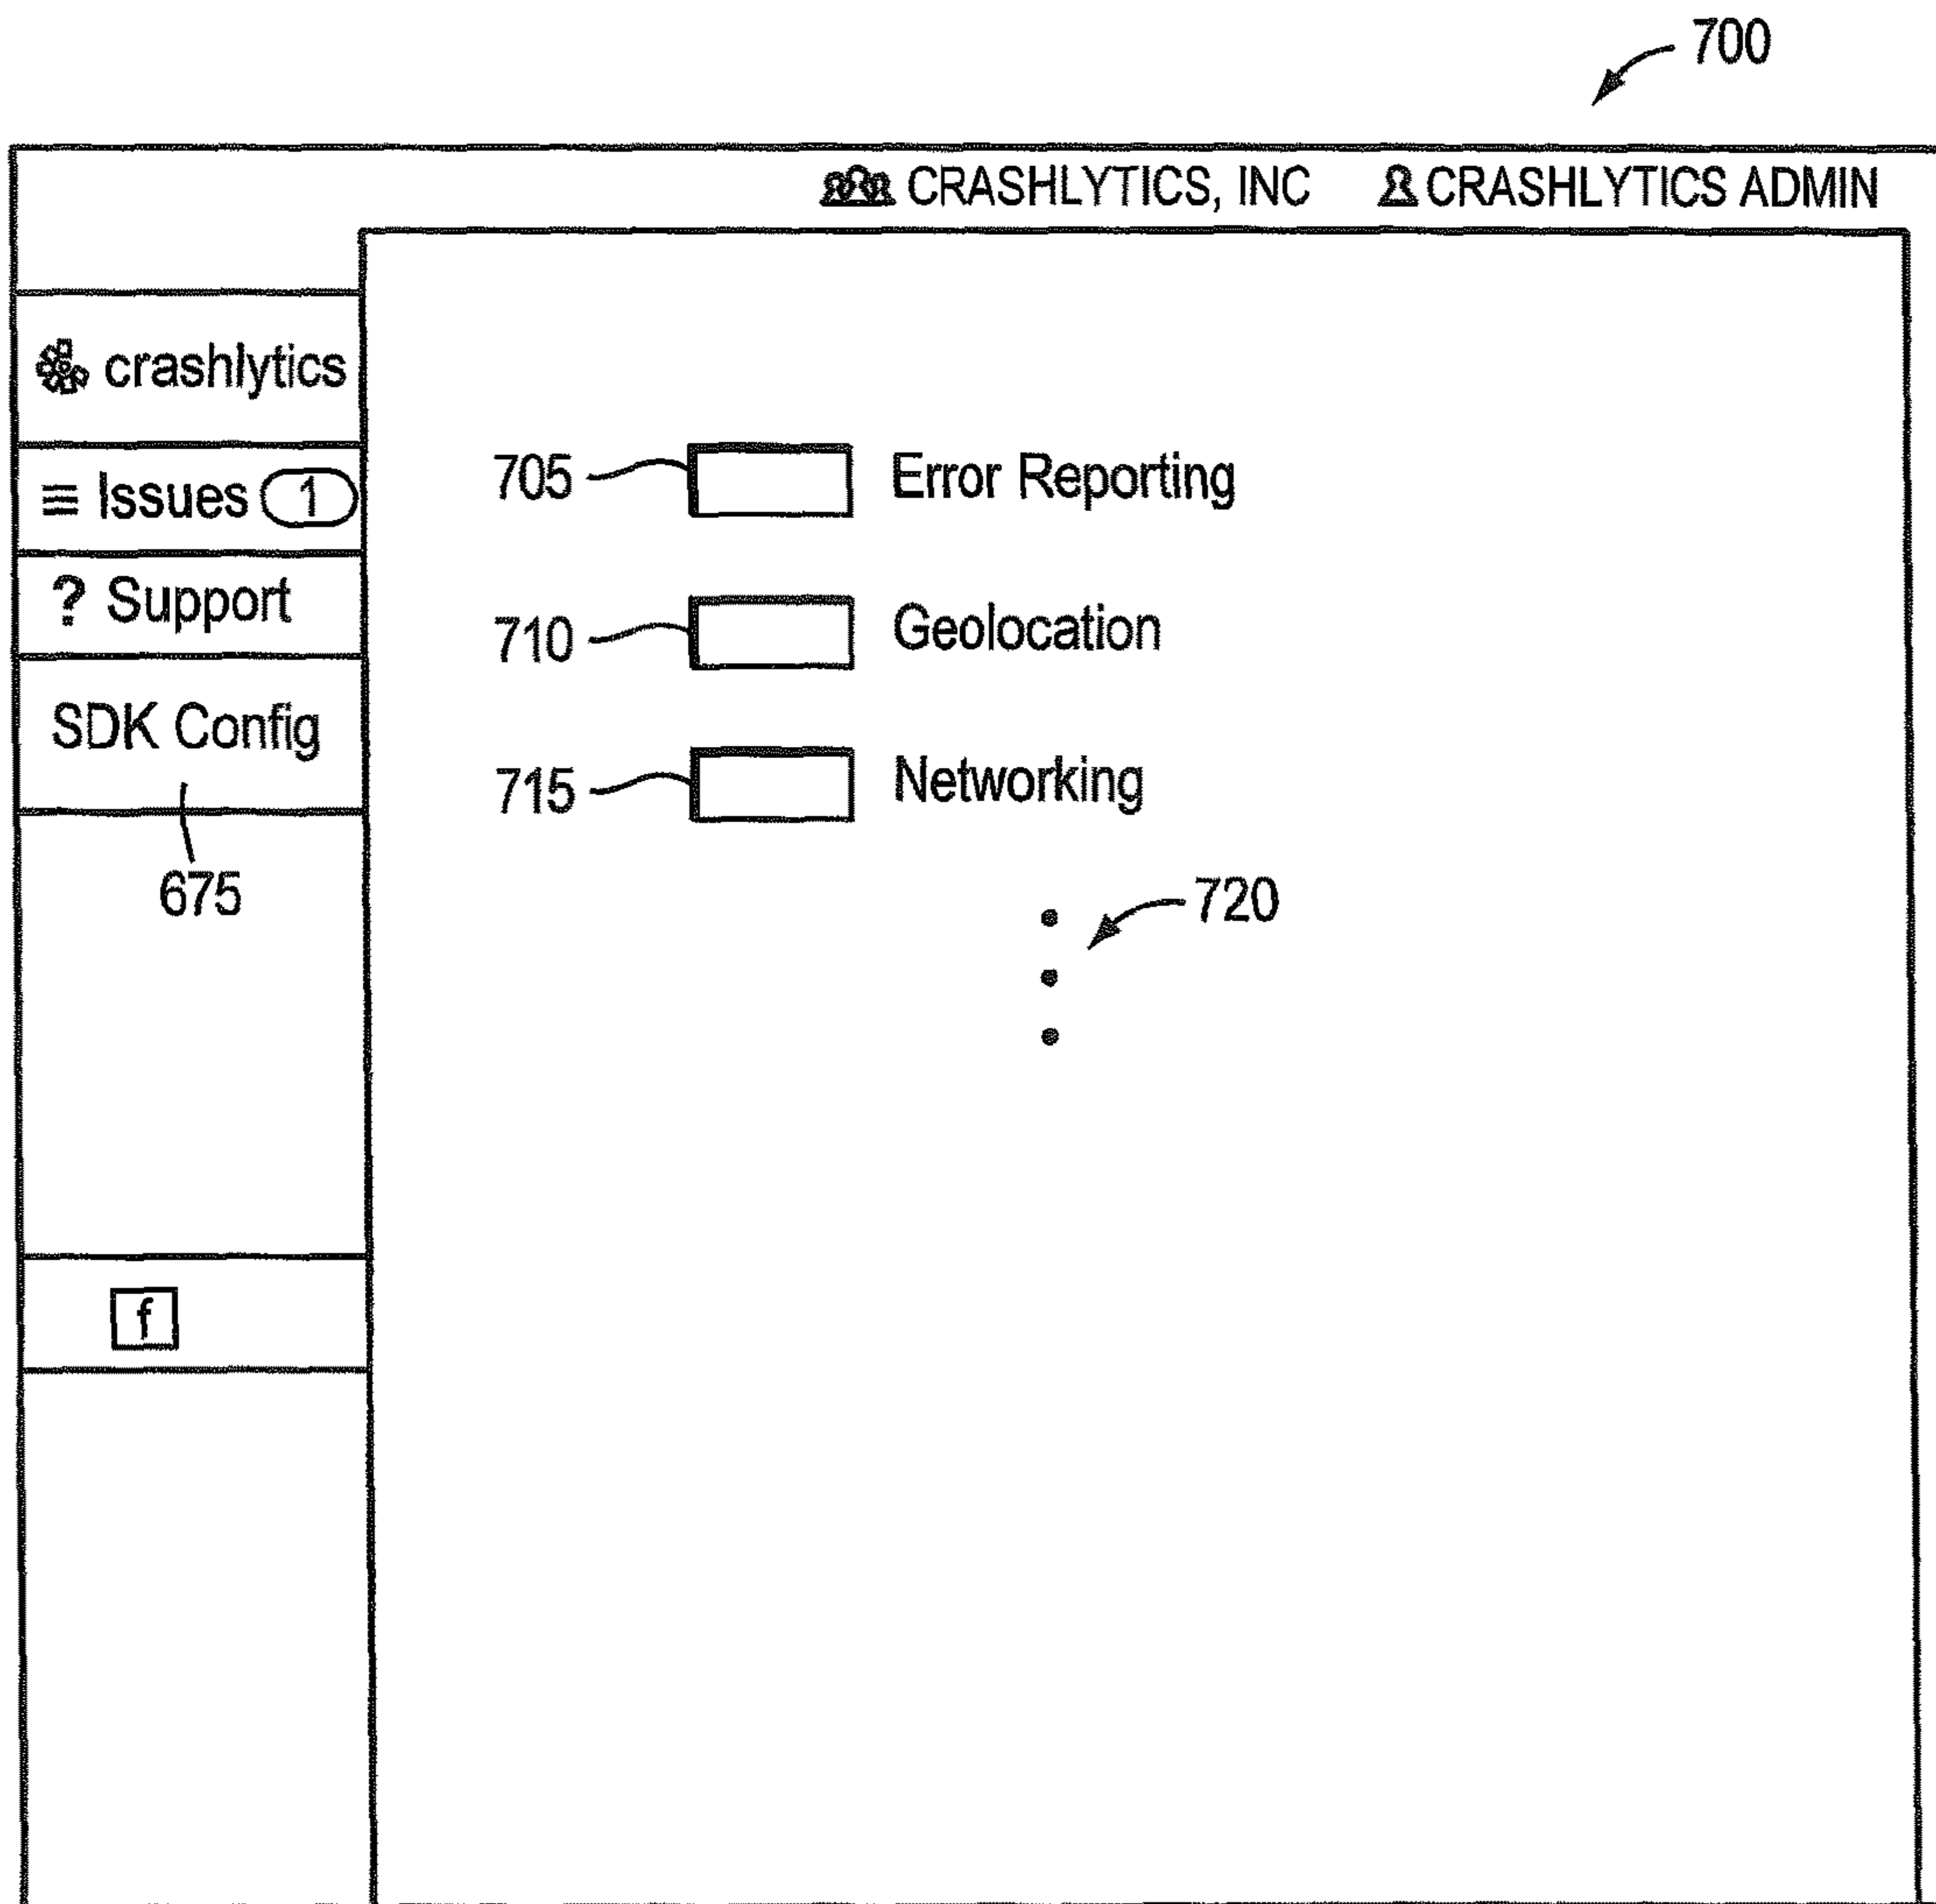 700
CRASHLYTICS, INC CRASHLYTICS ADMIN
crashlytics
Issues 1
? Support
SDK Config
675
705 Error Reporting
710 Geolocation
715 Networking
720
f